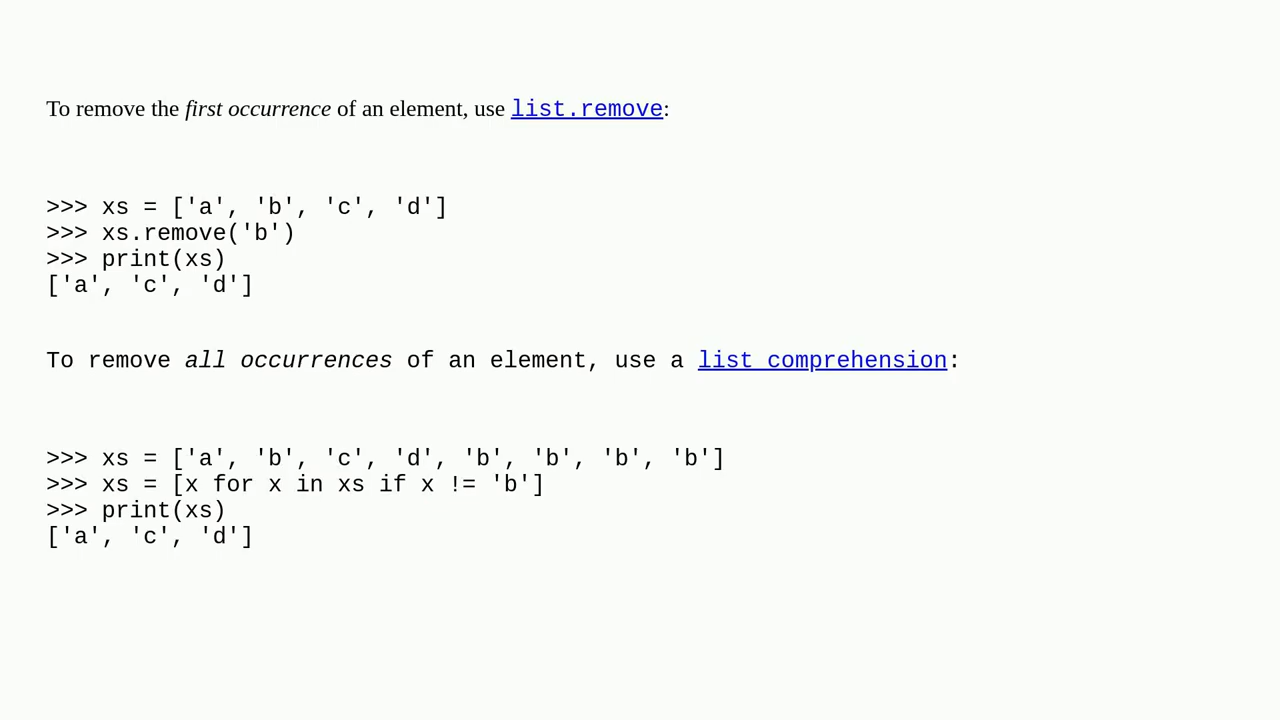 To remove the first occurrence of an element, use list.remove:
>>> xs = ['a', 'b', 'c', 'd']
>>> xs.remove('b')
>>> print(xs)
['a', 'c', 'd']
To remove all occurrences of an element, use a list comprehension:
>>> xs = ['a', 'b', 'c', 'd', 'b', 'b', 'b', 'b']
>>> xs = [x for x in xs if x != 'b']
>>> print(xs)
['a', 'c', 'd']